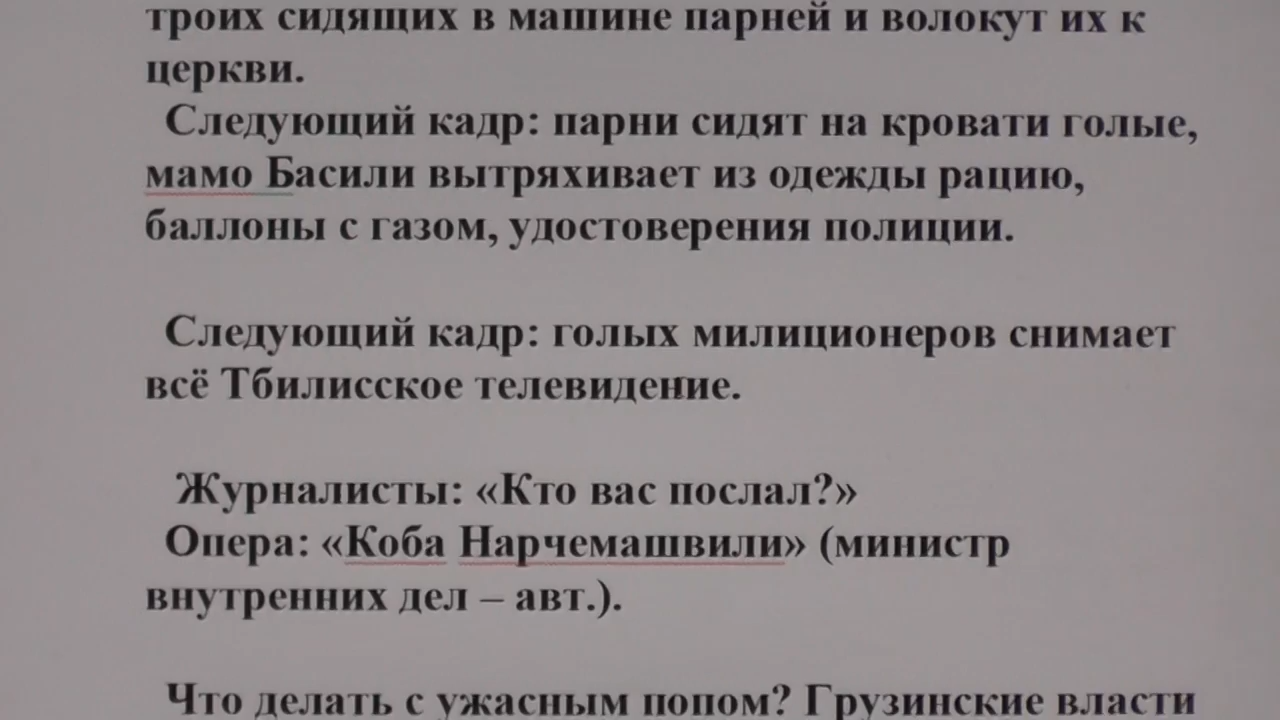 троих сидящих в машине парней и волокут их к
церкви.
Следующий кадр: парни сидят на кровати голые,
мамо Басили вытряхивает из одежды рацию,
баллоны с газом, удостоверения полиции.
Следующий кадр: голых милиционеров снимает
всё Тбилисское телевидение.
Журналисты: «Кто вас послал?»
Опера: «Коба Нарчемашвили» (министр
внутренних дел – авт.).
Что делать с ужасным попом? Грузинские власти